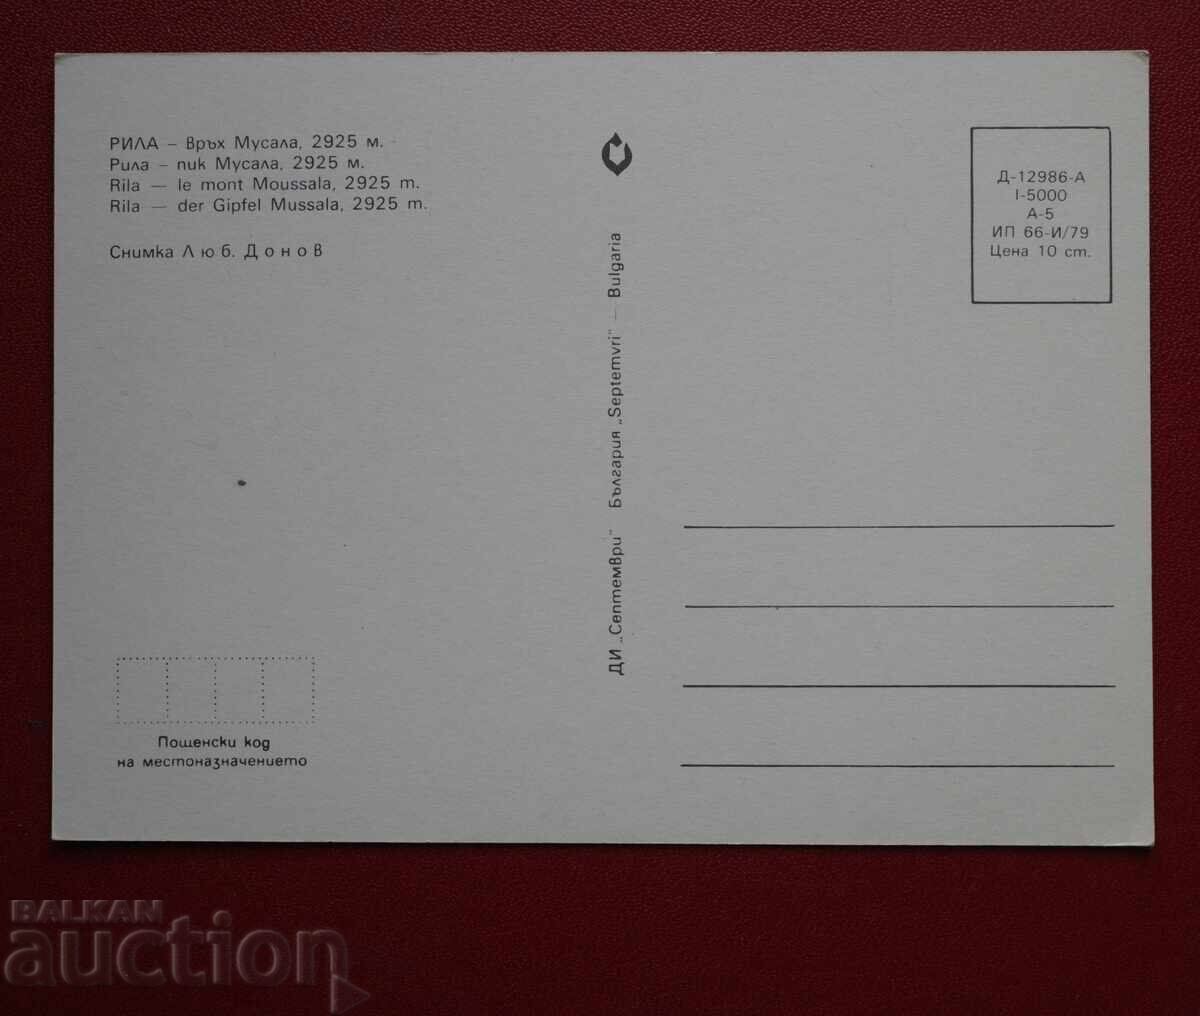 РИЛА – връх Мусала, 2925 м.
Рила – пик Мусала, 2925 м.
Rila — le mont Moussala, 2925 m.
Rila — der Gipfel Mussala, 2925 m.
Снимка Люб. Донов
Пощенски код
на местоназначението
ДИ „Септември" България „Septemvri" — Bulgaria
Д-12986-А
I-5000
А-5
ИП 66-И/79
Цена 10 ст.
BALKAN
auction